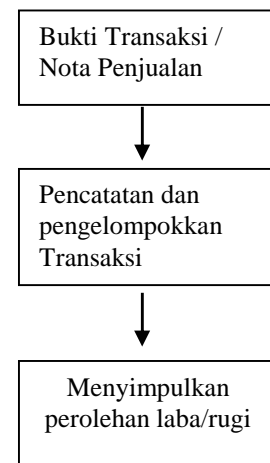 Bukti Transaksi /
Nota Penjualan
Pencatatan dan
pengelompokkan
Transaksi
Menyimpulkan
perolehan laba/rugi